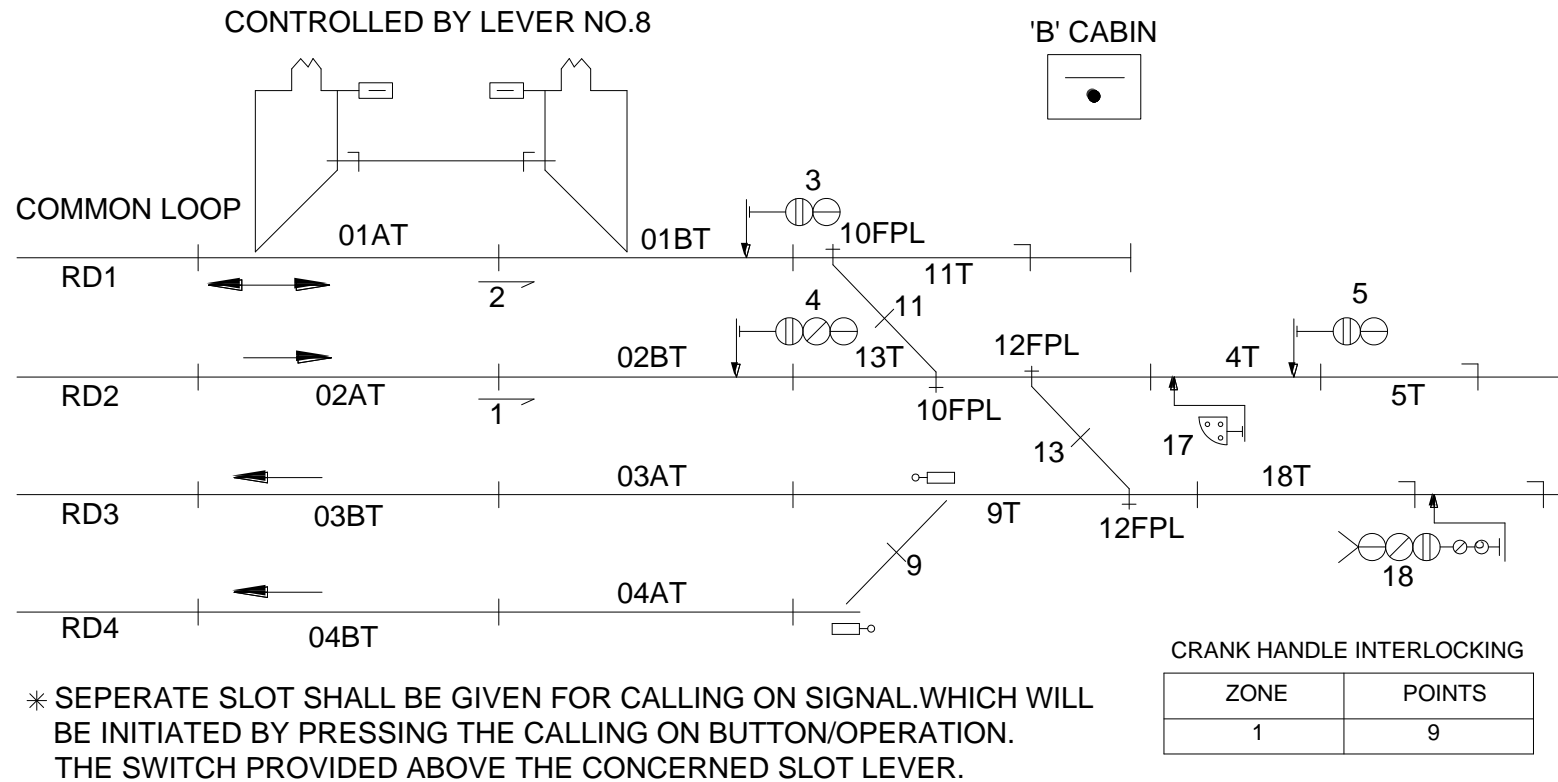 CONTROLLED BY LEVER NO.8
'B' CABIN
3
COMMON LOOP
01AT
01BT
10FPL
RD1
11T
2
11
4
5
02BT
13T
12FPL
4T
RD2
02AT
1
10FPL
5T
13
17
03AT
18T
RD3
03BT
9T
12FPL
9
18
04AT
RD4
04BT
CRANK HANDLE INTERLOCKING
ZONE POINTS
1 9
* SEPERATE SLOT SHALL BE GIVEN FOR CALLING ON SIGNAL.WHICH WILL
BE INITIATED BY PRESSING THE CALLING ON BUTTON/OPERATION.
THE SWITCH PROVIDED ABOVE THE CONCERNED SLOT LEVER.